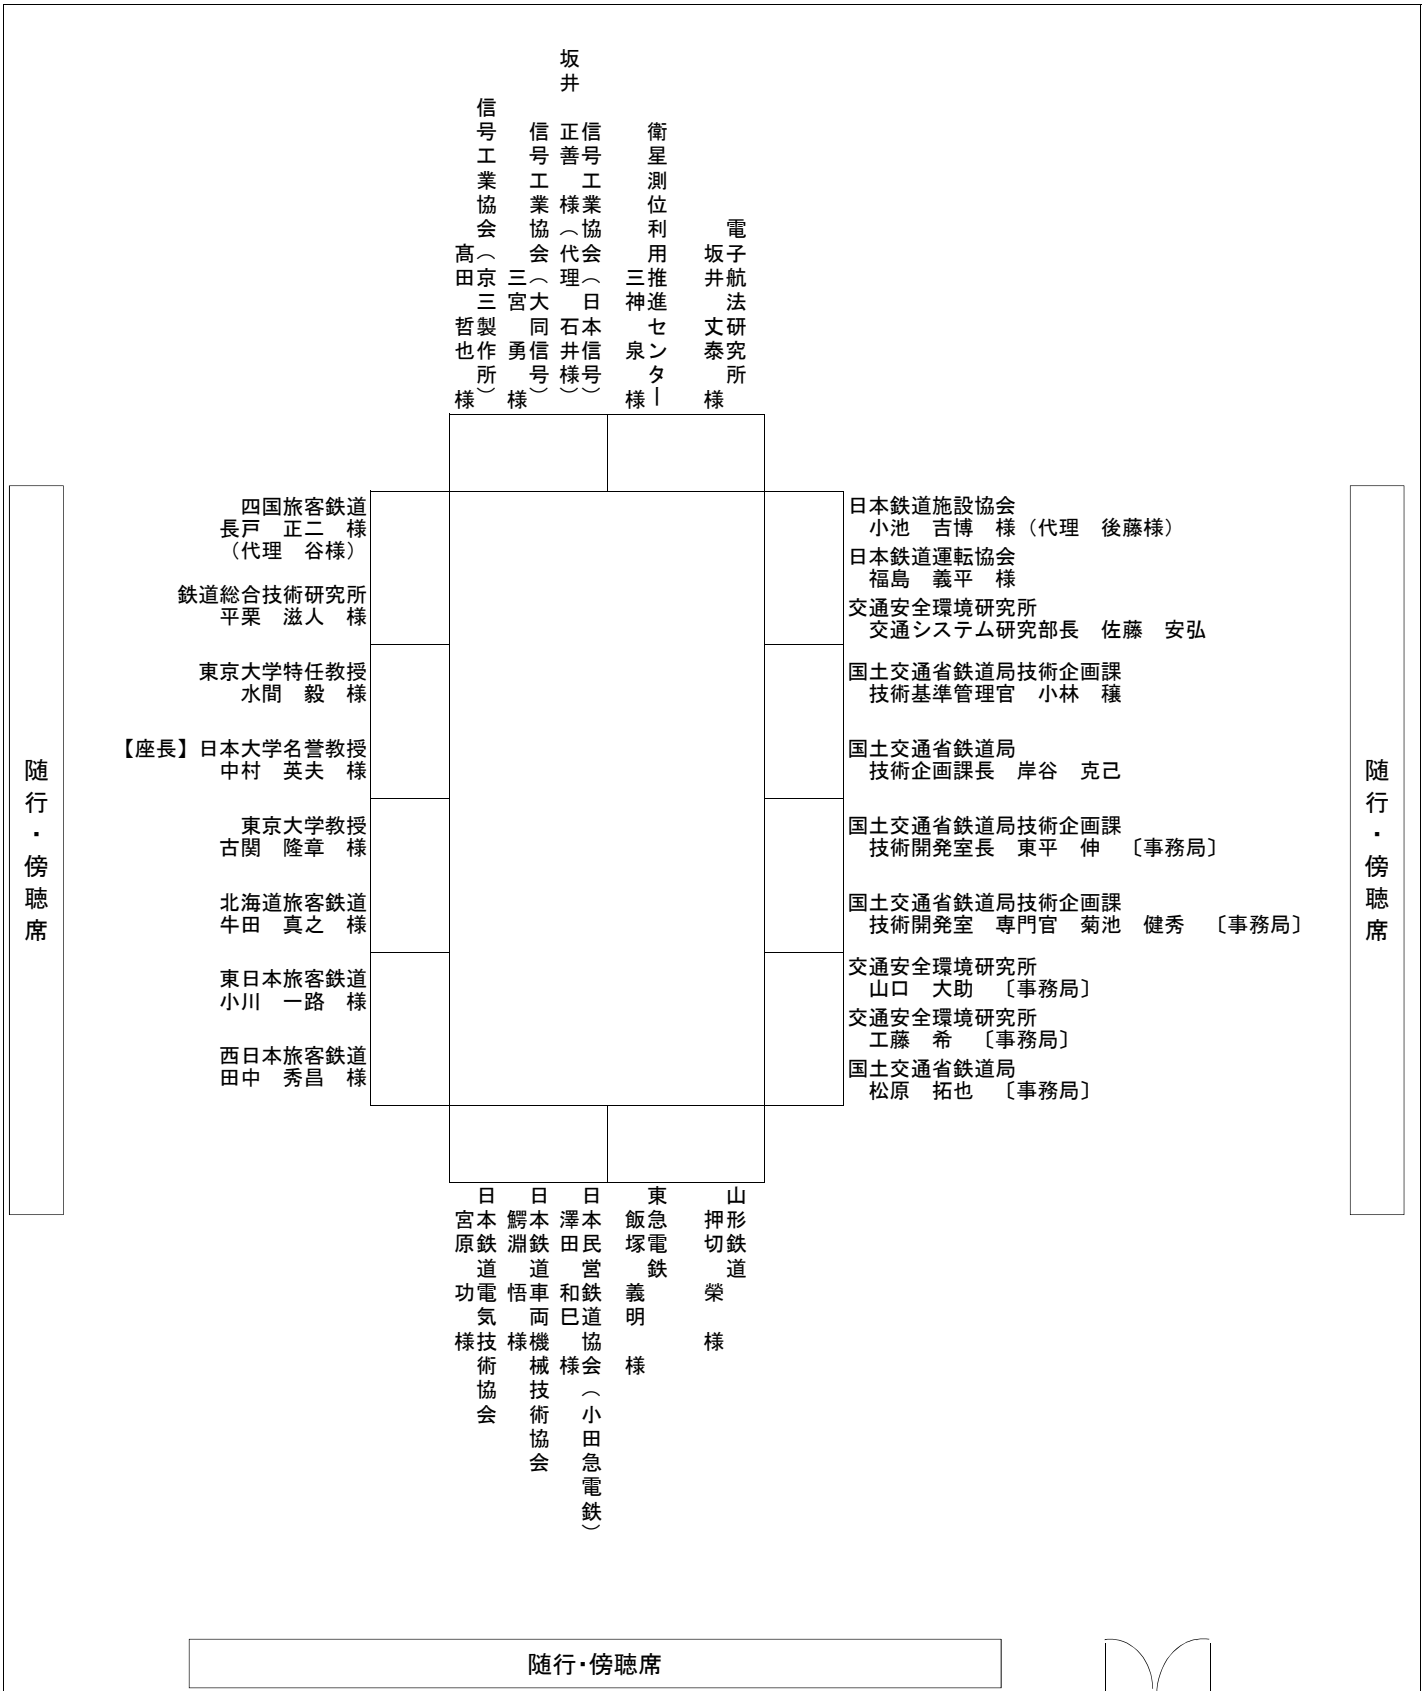 電子航法研究所
坂井　丈泰　様
衛星測位利用推進センター
三神　泉　様
信号工業協会（日本信号）
坂井　正善　様（代理　石井様）
信号工業協会（大同信号）
三宮　勇　様
信号工業協会（京三製作所）
髙田　哲也　様
四国旅客鉄道
長戸　正二　様
（代理　谷様）
鉄道総合技術研究所
平栗　滋人　様
東京大学特任教授
水間　毅　様
【座長】日本大学名誉教授
中村　英夫　様
東京大学教授
古関　隆章　様
北海道旅客鉄道
牛田　真之　様
東日本旅客鉄道
小川　一路　様
西日本旅客鉄道
田中　秀昌　様
日本鉄道施設協会
小池　吉博　様（代理　後藤様）
日本鉄道運転協会
福島　義平　様
交通安全環境研究所
交通システム研究部長　佐藤　安弘
国土交通省鉄道局技術企画課
技術基準管理官　小林　穣
国土交通省鉄道局
技術企画課長　岸谷　克己
国土交通省鉄道局技術企画課
技術開発室長　東平　伸　〔事務局〕
国土交通省鉄道局技術企画課
技術開発室　専門官　菊池　健秀　〔事務局〕
交通安全環境研究所
山口　大助　〔事務局〕
交通安全環境研究所
工藤　希　〔事務局〕
国土交通省鉄道局
松原　拓也　〔事務局〕
山形鉄道
押切　榮　様
東急電鉄
飯塚　義明　様
日本民営鉄道協会（小田急電鉄）
澤田　和巳　様
日本鉄道車両機械技術協会
鰐淵　悟　様
日本鉄道電気技術協会
宮原　功　様
随行・傍聴席
随行・傍聴席
随行・傍聴席